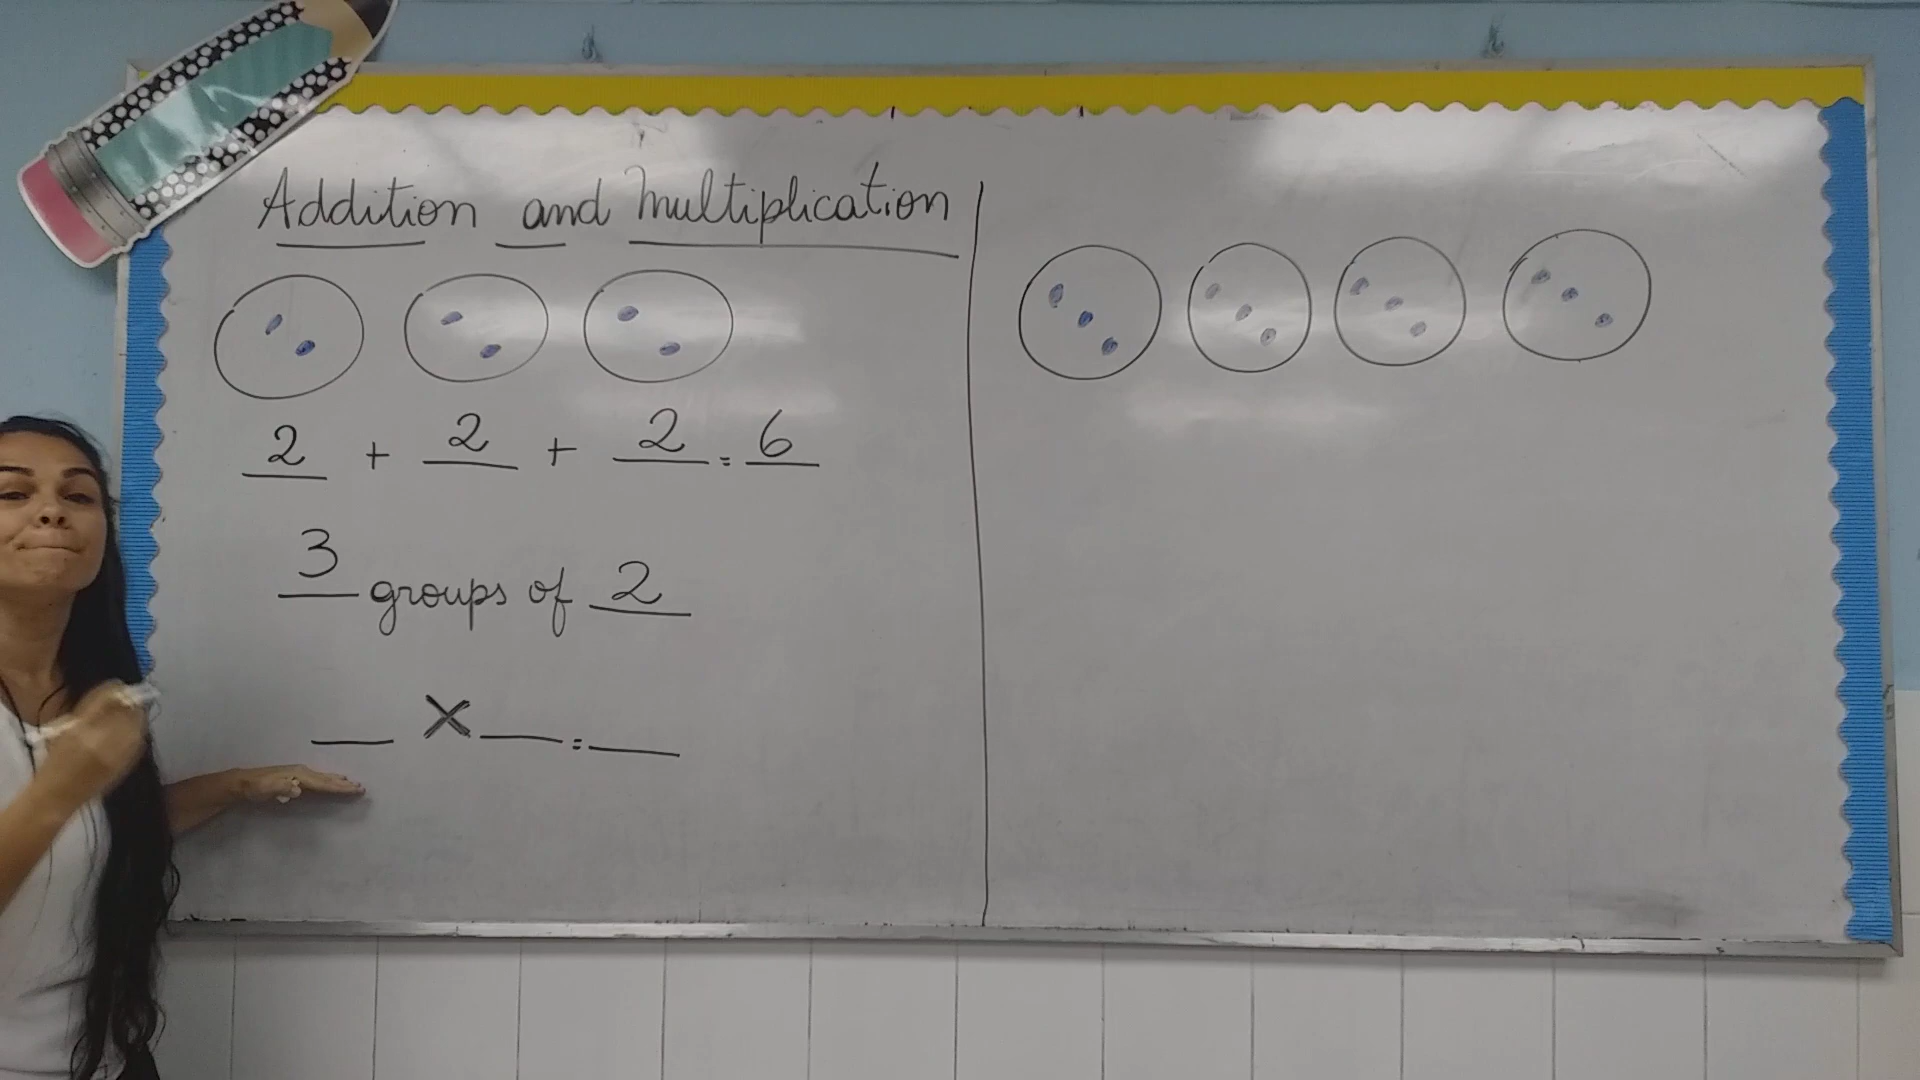 Addition and multiplication
2 + 2 + 2 = 6
3 groups of 2
__ × __ = __